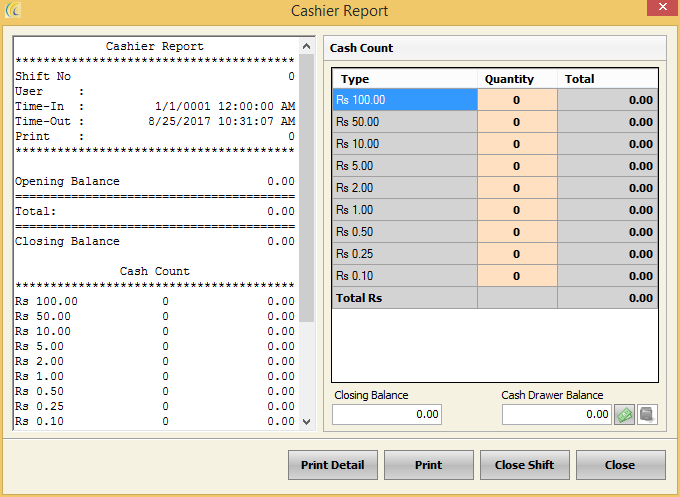 Cashier Report
Cashier Report
****************************************
Shift No 0
User :
Time-In : 1/1/0001 12:00:00 AM
Time-Out : 8/25/2017 10:31:07 AM
Print : 0
****************************************
Opening Balance 0.00
========================================
Total: 0.00
========================================
Closing Balance 0.00
Cash Count
****************************************
Rs 100.00 0 0.00
Rs 50.00 0 0.00
Rs 10.00 0 0.00
Rs 5.00 0 0.00
Rs 2.00 0 0.00
Rs 1.00 0 0.00
Rs 0.50 0 0.00
Rs 0.25 0 0.00
Rs 0.10 0 0.00
Cash Count
Type Quantity Total
Rs 100.00 0 0.00
Rs 50.00 0 0.00
Rs 10.00 0 0.00
Rs 5.00 0 0.00
Rs 2.00 0 0.00
Rs 1.00 0 0.00
Rs 0.50 0 0.00
Rs 0.25 0 0.00
Rs 0.10 0 0.00
Total Rs 0.00
Closing Balance Cash Drawer Balance
0.00 0.00
Print Detail Print Close Shift Close